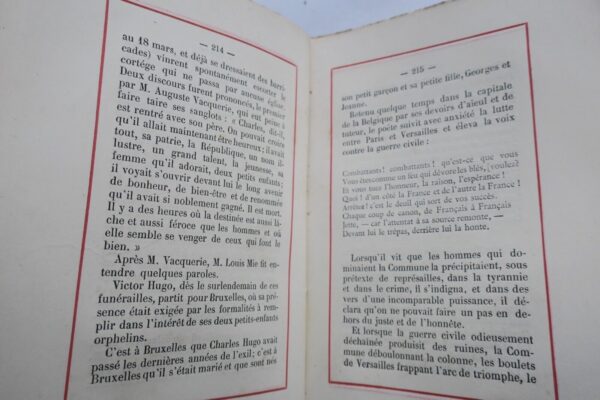 — 214 —
au 18 mars, et déjà se dressaient des barri-
cades) vinrent spontanément escorter le
cortége qui ne passa par aucune église.
Deux discours furent prononcés, le premier
par M. Auguste Vacquerie, qui eut peine à
faire taire ses sanglots : « Charles, dit-il,
est rentré avec son père. On pouvait croire
qu'il allait maintenant être heureux; il avait
tout, sa patrie, la République, un nom il-
lustre, un grand talent, la jeunesse, sa
femme qu'il adorait, deux petits enfants;
il voyait s'ouvrir devant lui le long avenir
de bonheur, de bien-être et de renommée
qu'il avait si noblement gagné. Il est mort.
Il y a des heures où la destinée est aussi lâ-
che et aussi féroce que les hommes et où
elle semble se venger de ceux qui font le
bien. »
Après M. Vacquerie, M. Louis Mie fit en-
tendre quelques paroles.
Victor Hugo, dès le surlendemain de ces
funérailles, partit pour Bruxelles, où sa pré-
sence était exigée par les formalités à rem-
plir dans l'intérêt de ses deux petits-enfants
orphelins.
C'est à Bruxelles que Charles Hugo avait
passé les dernières années de l'exil; c'est à
Bruxelles qu'il s'était marié et que sont nés
— 215 —
son petit garçon et sa petite fille, Georges et
Jeanne.
Retenu quelque temps dans la capitale
de la Belgique par ses devoirs d'aïeul et de
tuteur, le poëte suivit avec anxiété la lutte
entre Paris et Versailles et éleva la voix
contre la guerre civile :
Combattants! combattants! qu'est-ce que vous voulez?
Vous êtes comme un feu qui dévore les blés,
Et vous tuez l'honneur, la raison, l'espérance!
Quoi! d'un côté la France et de l'autre la France!
Arrêtez! c'est le deuil qui sort de vos succès.
Chaque coup de canon, de Français à Français
Jette, — car l'attentat à sa source remonte, —
Devant lui le trépas, derrière lui la honte.
Lorsqu'il vit que les hommes qui do-
minaient la Commune la précipitaient, sous
prétexte de représailles, dans la tyrannie
et dans le crime, il s'indigna, et dans des
vers d'une incomparable puissance, il dé-
clara qu'on ne pouvait faire un pas en de-
hors du juste et de l'honnête.
Et lorsque la guerre civile odieusement
déchaînée produisit des ruines, la Com-
mune déboulonnant la colonne, les boulets
de Versailles frappant l'arc de triomphe, le